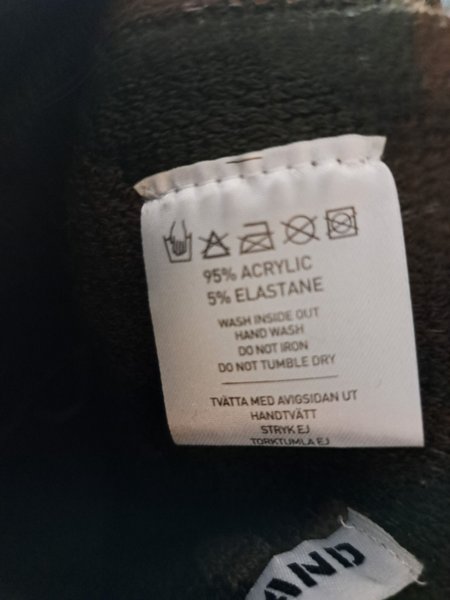 95% ACRYLIC
5% ELASTANE
WASH INSIDE OUT
HAND WASH
DO NOT IRON
DO NOT TUMBLE DRY
TVÄTTA MED AVIGSIDAN UT
HANDTVÄTT
STRYK EJ
TORKTUMLA EJ
AND